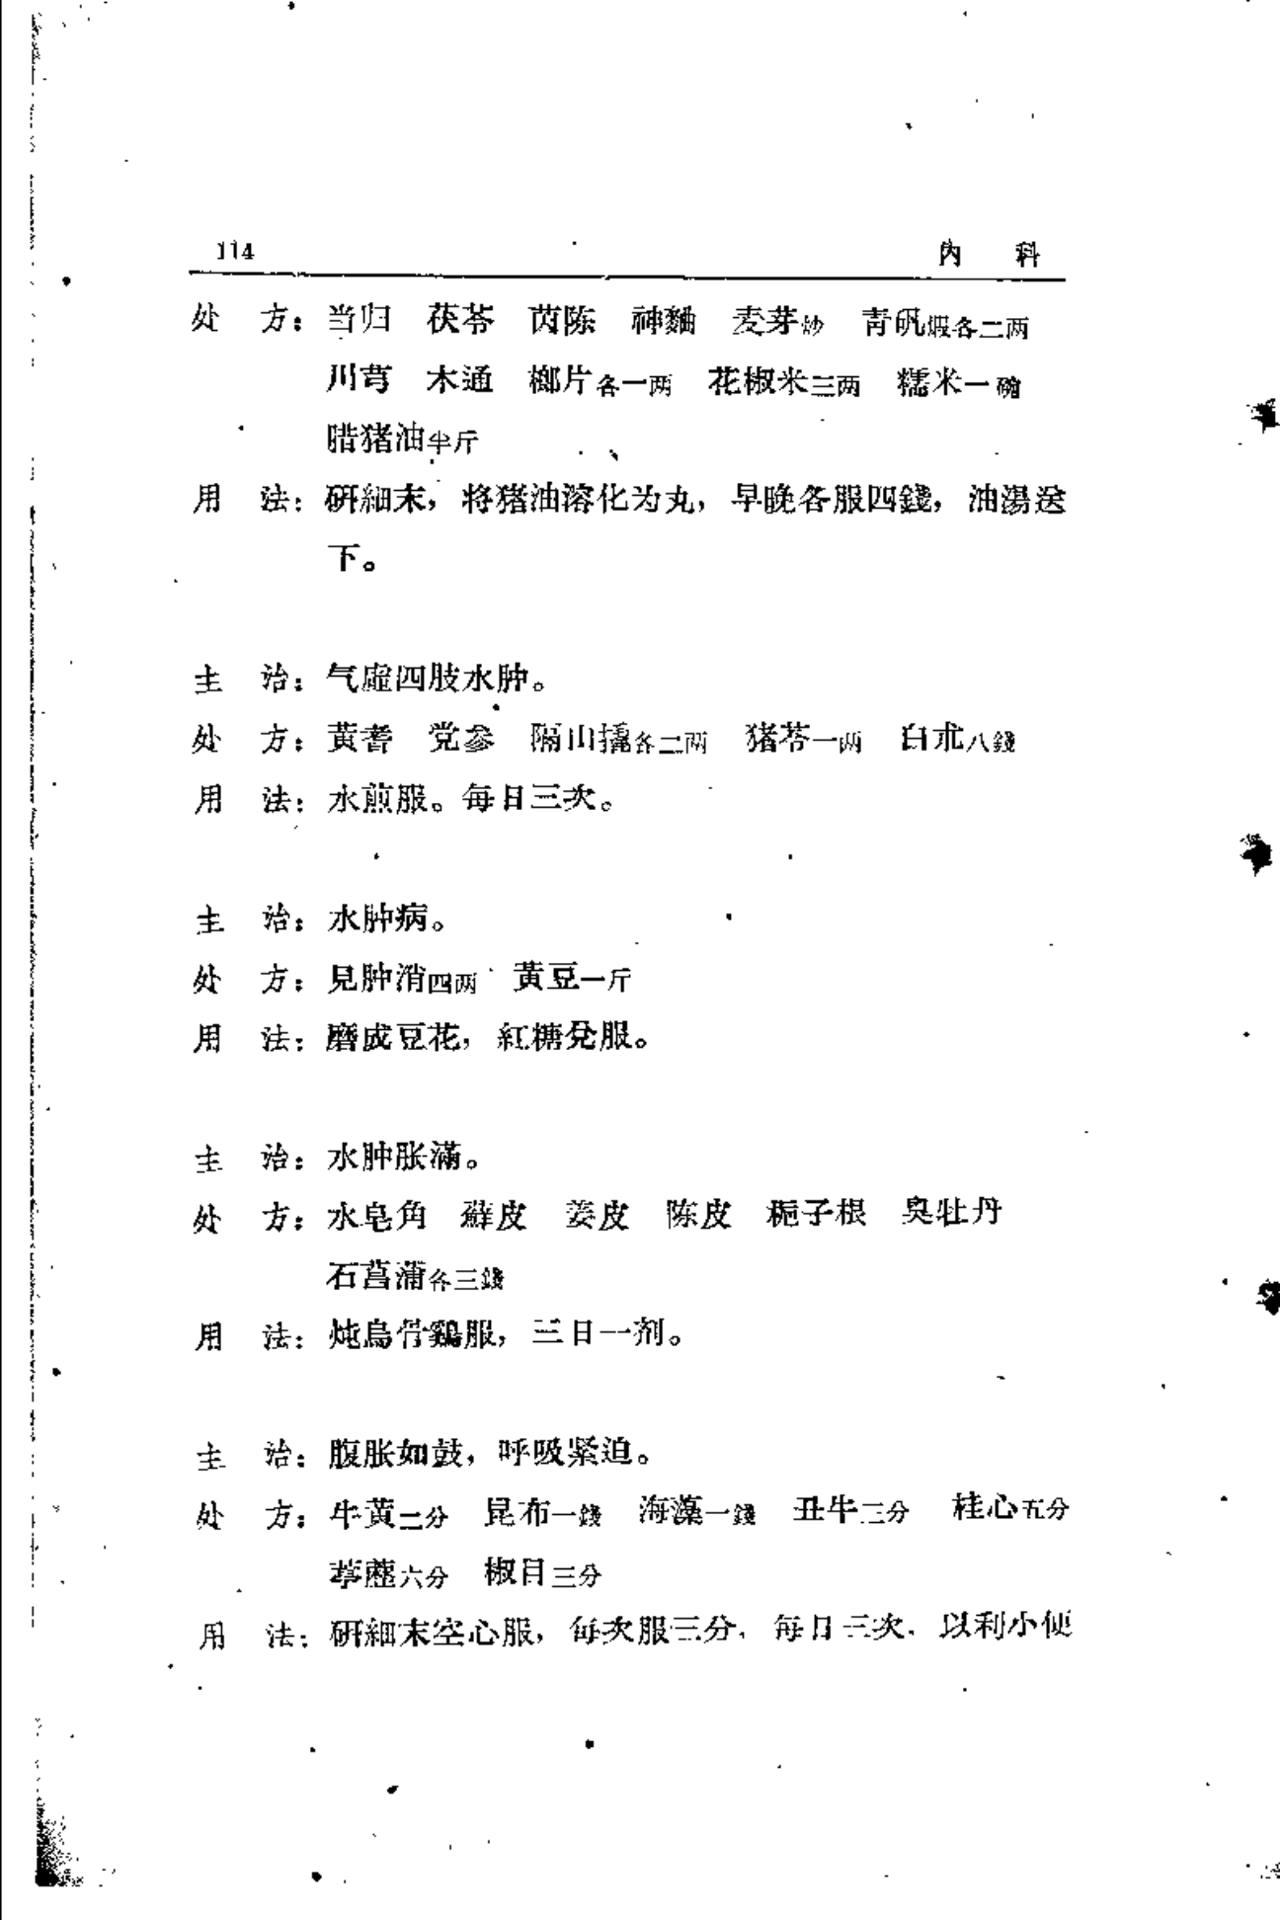 114 内 科
处 方：当归 茯苓 茵陈 神麯 麦芽炒 青矾煅各二两
川芎 木通 榔片各一两 花椒米三两 糯米一碗
腊猪油半斤
用 法：研細末，将猪油溶化为丸，早晚各服四錢，油湯送
下。
主 治：气虛四肢水肿。
处 方：黄耆 党参 隔山撬各二两 猪苓一两 白朮八錢
用 法：水煎服。每日三次。
主 治：水肿病。
处 方：見肿消四两 黄豆一斤
用 法：磨成豆花，紅糖兌服。
主 治：水肿胀滿。
处 方：水皂角 蘇皮 姜皮 陈皮 梔子根 臭牡丹
石菖蒲各三錢
用 法：炖烏骨鷄服，三日一剂。
主 治：腹胀如鼓，呼吸紧迫。
处 方：牛黄二分 昆布一錢 海藻一錢 丑牛三分 桂心五分
葶藶六分 椒目三分
用 法：研細末空心服，每次服三分，每日三次，以利小便